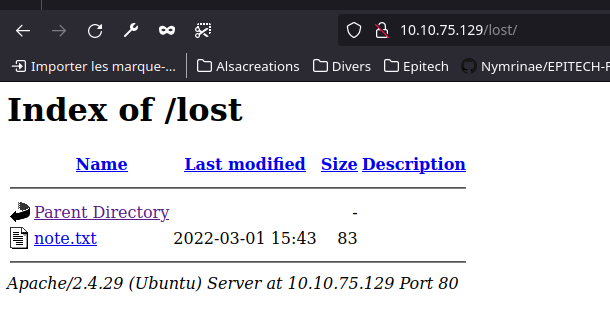 10.10.75.129/lost/
Importer les marque-... Alsacreations Divers Epitech Nymrinae/EPITECH-
Index of /lost
Name Last modified Size Description
Parent Directory -
note.txt 2022-03-01 15:43 83
Apache/2.4.29 (Ubuntu) Server at 10.10.75.129 Port 80